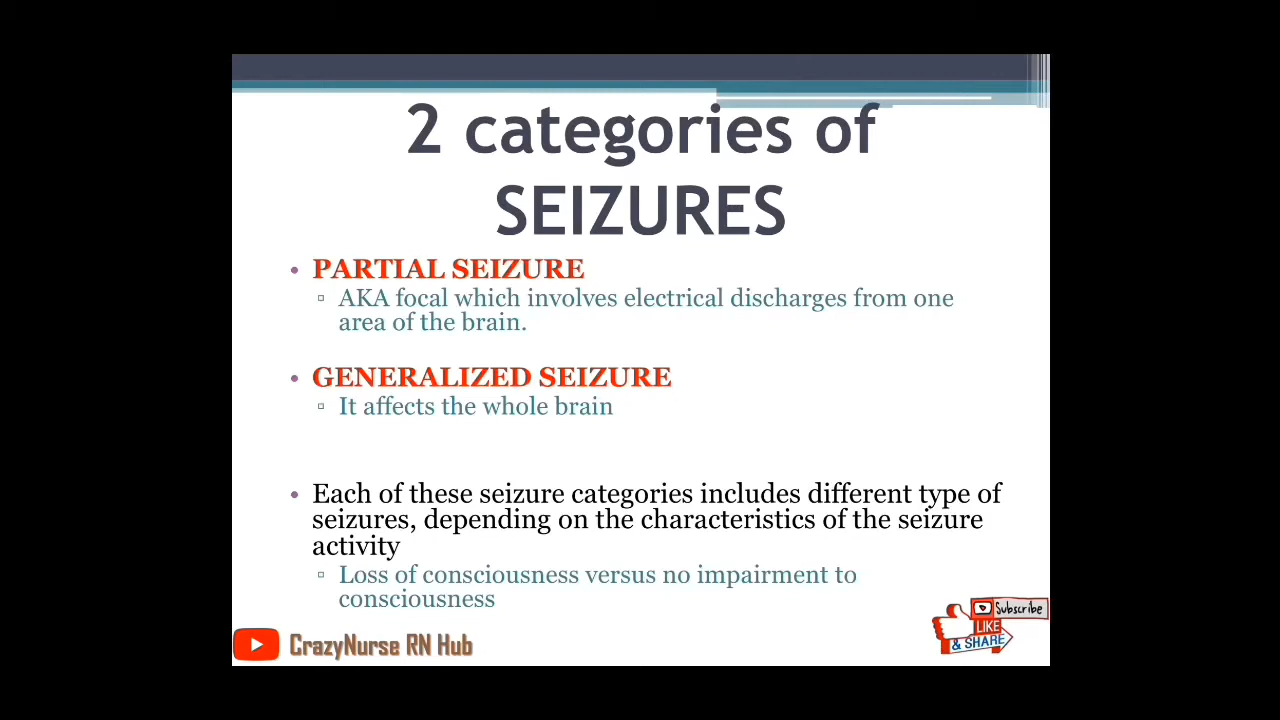 2 categories of
SEIZURES
• PARTIAL SEIZURE
▫ AKA focal which involves electrical discharges from one
area of the brain.
• GENERALIZED SEIZURE
▫ It affects the whole brain
• Each of these seizure categories includes different type of
seizures, depending on the characteristics of the seizure
activity
▫ Loss of consciousness versus no impairment to
consciousness
Subscribe
LIKE
& SHARE
CrazyNurse RN Hub